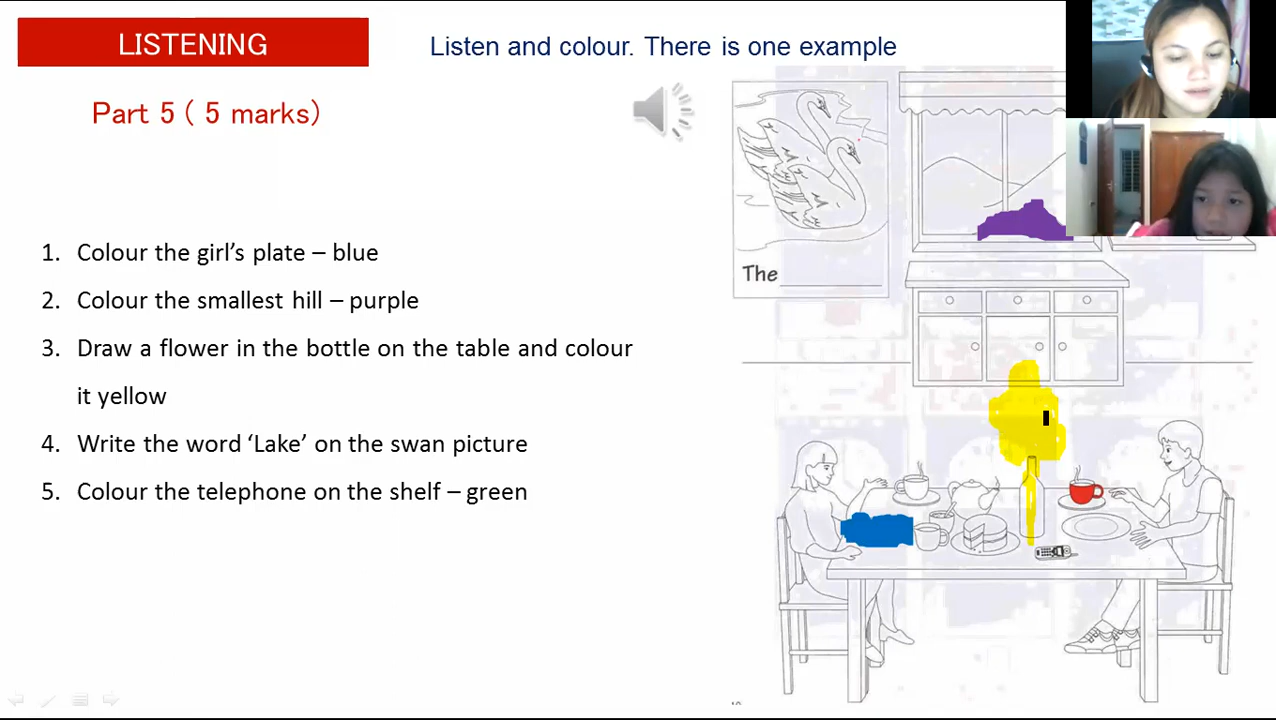 LISTENING
Listen and colour. There is one example
Part 5 ( 5 marks)
1. Colour the girl's plate – blue
2. Colour the smallest hill – purple
3. Draw a flower in the bottle on the table and colour
it yellow
4. Write the word ‘Lake’ on the swan picture
5. Colour the telephone on the shelf – green
The